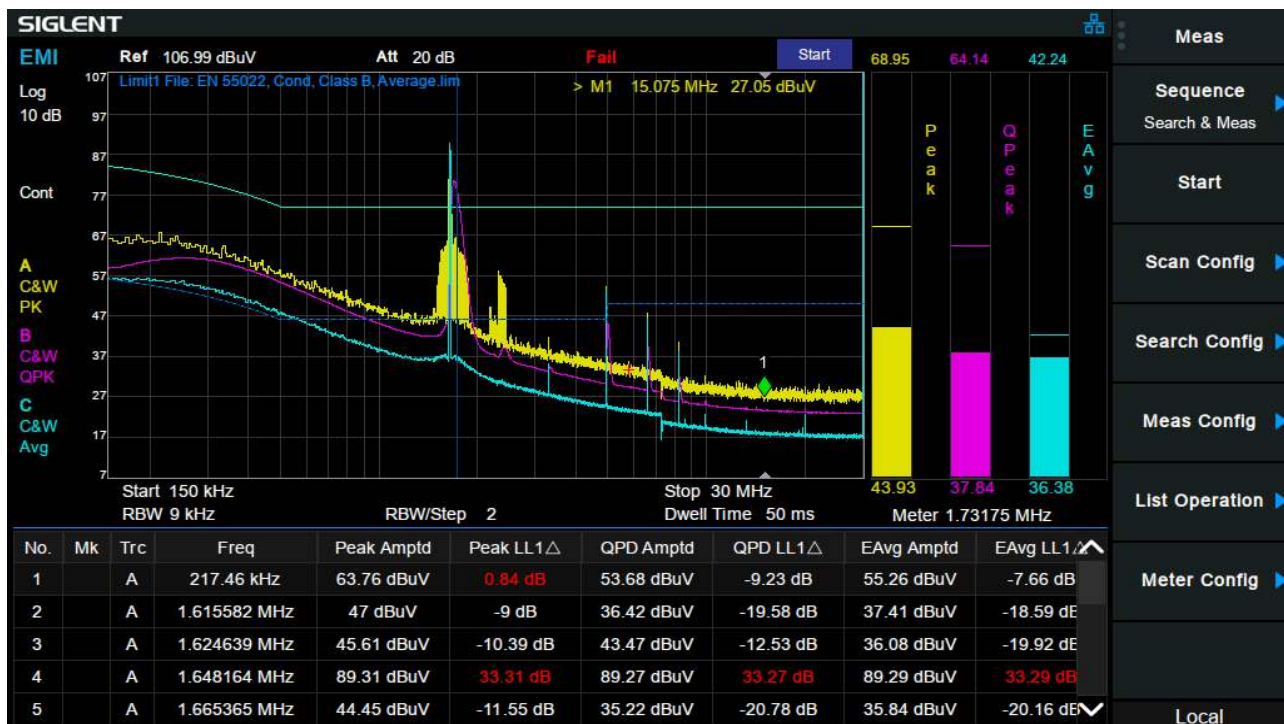 SIGLENT
EMI Ref 106.99 dBuV Att 20 dB Fail Start 68.95 64.14 42.24
Limit1 File: EN 55022, Cond, Class B, Average.lim
> M1 15.075 MHz 27.05 dBuV
Log
10 dB
Cont
A
C&W
PK
B
C&W
QPK
C
C&W
Avg
107
97
87
77
67
57
47
37
27
17
7
1
Peak
QPeak
EAvg
Start 150 kHz Stop 30 MHz 43.93 37.84 36.38
RBW 9 kHz RBW/Step 2 Dwell Time 50 ms Meter 1.73175 MHz
No. Mk Trc Freq Peak Amptd Peak LL1△ QPD Amptd QPD LL1△ EAvg Amptd EAvg LL1△
1 A 217.46 kHz 63.76 dBuV 0.84 dB 53.68 dBuV -9.23 dB 55.26 dBuV -7.66 dB
2 A 1.615582 MHz 47 dBuV -9 dB 36.42 dBuV -19.58 dB 37.41 dBuV -18.59 dB
3 A 1.624639 MHz 45.61 dBuV -10.39 dB 43.47 dBuV -12.53 dB 36.08 dBuV -19.92 dB
4 A 1.648164 MHz 89.31 dBuV 33.31 dB 89.27 dBuV 33.27 dB 89.29 dBuV 33.29 dB
5 A 1.665365 MHz 44.45 dBuV -11.55 dB 35.22 dBuV -20.78 dB 35.84 dBuV -20.16 dB
Meas
Sequence
Search & Meas
Start
Scan Config
Search Config
Meas Config
List Operation
Meter Config
Local